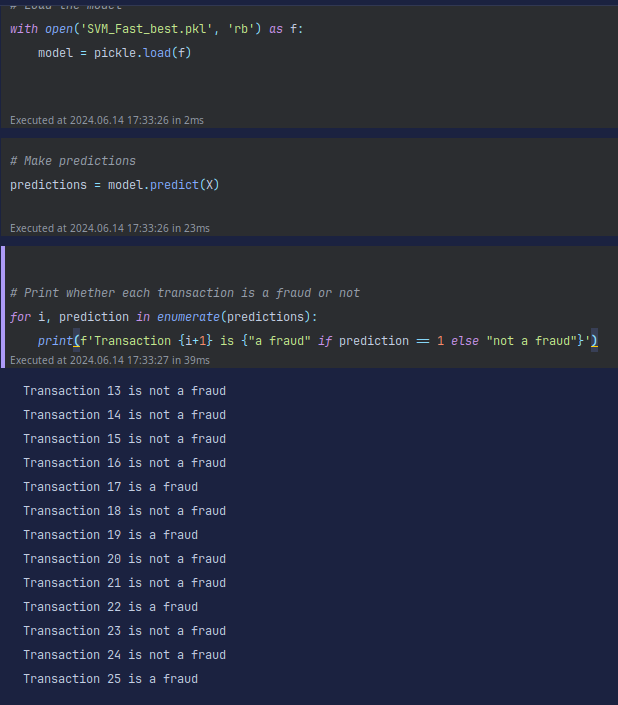 # Load the model
with open('SVM_Fast_best.pkl', 'rb') as f:
    model = pickle.load(f)
Executed at 2024.06.14 17:33:26 in 2ms
# Make predictions
predictions = model.predict(X)
Executed at 2024.06.14 17:33:26 in 23ms
# Print whether each transaction is a fraud or not
for i, prediction in enumerate(predictions):
    print(f'Transaction {i+1} is {"a fraud" if prediction == 1 else "not a fraud"}')
Executed at 2024.06.14 17:33:27 in 39ms
Transaction 13 is not a fraud
Transaction 14 is not a fraud
Transaction 15 is not a fraud
Transaction 16 is not a fraud
Transaction 17 is a fraud
Transaction 18 is not a fraud
Transaction 19 is a fraud
Transaction 20 is not a fraud
Transaction 21 is not a fraud
Transaction 22 is a fraud
Transaction 23 is not a fraud
Transaction 24 is not a fraud
Transaction 25 is a fraud